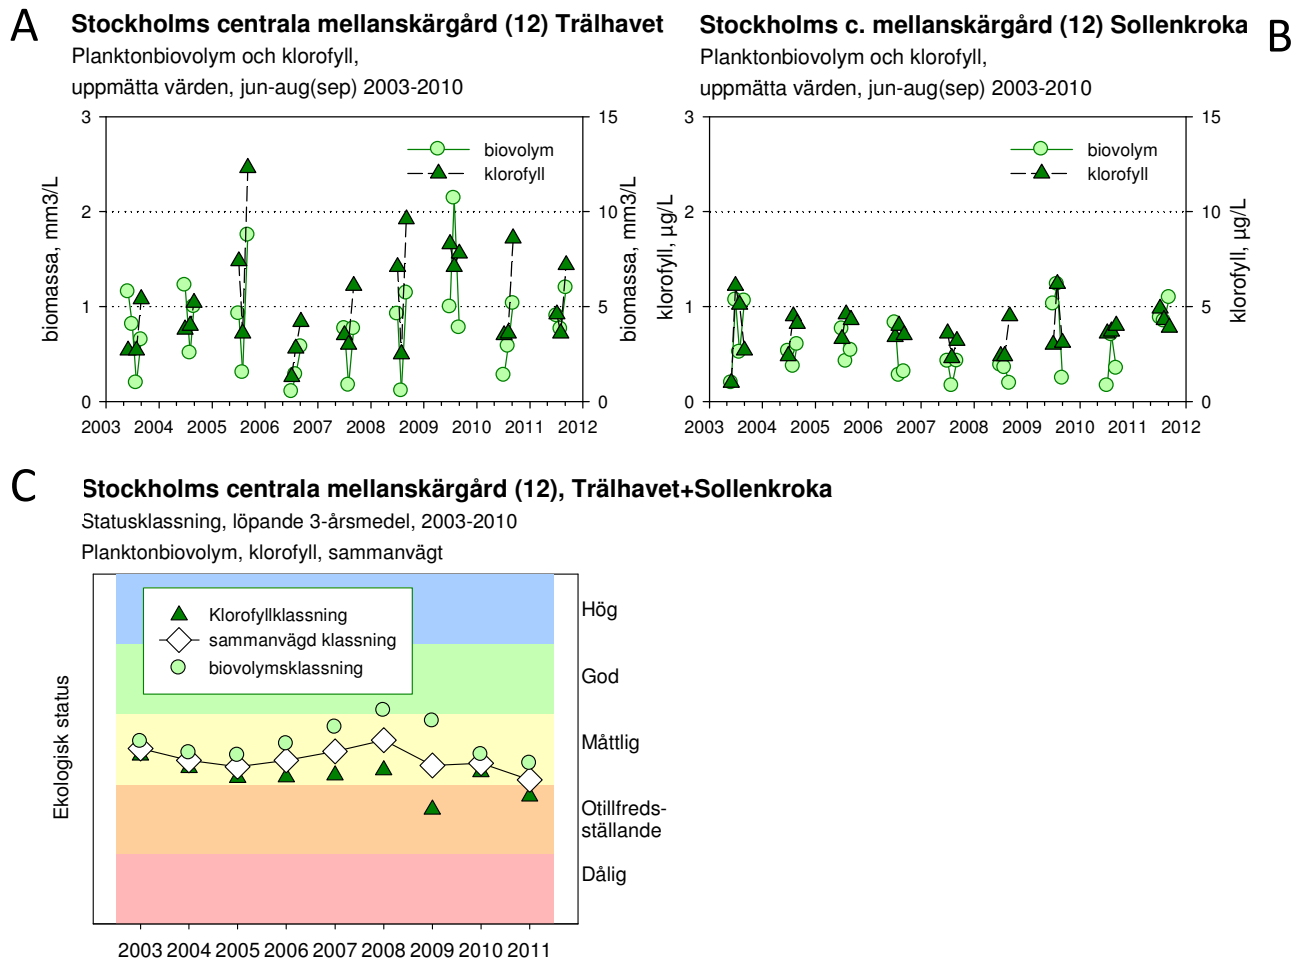 A
Stockholms centrala mellanskärgård (12) Trälhavet
Planktonbiovolym och klorofyll,
uppmätta värden, jun-aug(sep) 2003-2010
3
2
1
0
15
10
5
0
biomassa, mm3/L
biomassa, mm3/L
biovolym
klorofyll
2003 2004 2005 2006 2007 2008 2009 2010 2011 2012
B
Stockholms c. mellanskärgård (12) Sollenkroka
Planktonbiovolym och klorofyll,
uppmätta värden, jun-aug(sep) 2003-2010
3
2
1
0
15
10
5
0
klorofyll, µg/L
klorofyll, µg/L
biovolym
klorofyll
2003 2004 2005 2006 2007 2008 2009 2010 2011 2012
C
Stockholms centrala mellanskärgård (12), Trälhavet+Sollenkroka
Statusklassning, löpande 3-årsmedel, 2003-2010
Planktonbiovolym, klorofyll, sammanvägt
Klorofyllklassning
sammanvägd klassning
biovolymsklassning
Ekologisk status
Hög
God
Måttlig
Otillfreds-
ställande
Dålig
2003 2004 2005 2006 2007 2008 2009 2010 2011